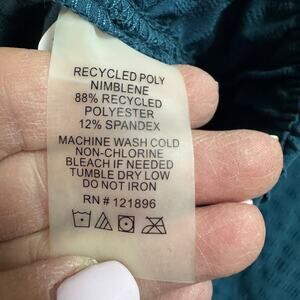 RECYCLED POLY
NIMBLENE
88% RECYCLED
POLYESTER
12% SPANDEX
MACHINE WASH COLD
NON-CHLORINE
BLEACH IF NEEDED
TUMBLE DRY LOW
DO NOT IRON
RN # 121896